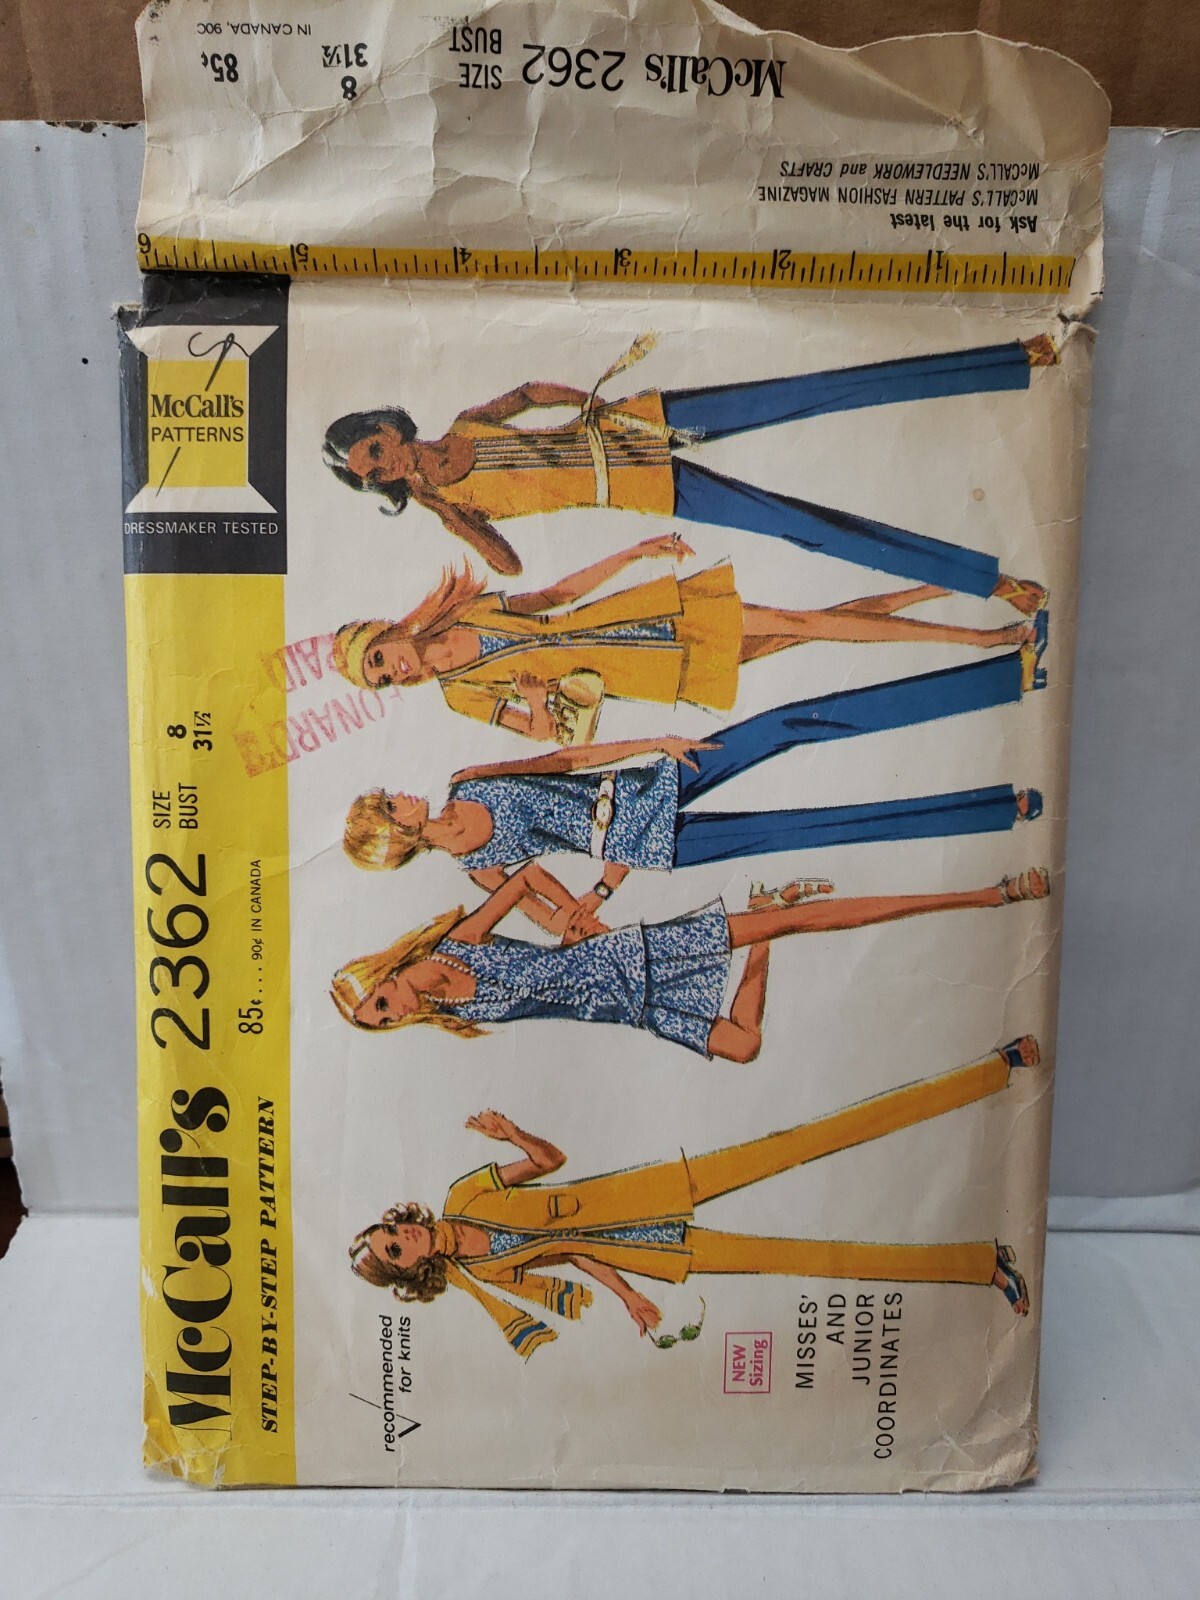 McCall's 2362 SIZE 8 85¢
BUST 31½ IN CANADA, 90C
Ask for the latest
McCALL'S PATTERN FASHION MAGAZINE
McCALL'S NEEDLEWORK and CRAFTS
1 2 3 4 5 6
McCall's
PATTERNS
DRESSMAKER TESTED
McCall's 2362 SIZE 8
BUST 31½
STEP-BY-STEP PATTERN 85¢... 90¢ IN CANADA
PAID
recommended
for knits
NEW
Sizing
MISSES'
AND
JUNIOR
COORDINATES